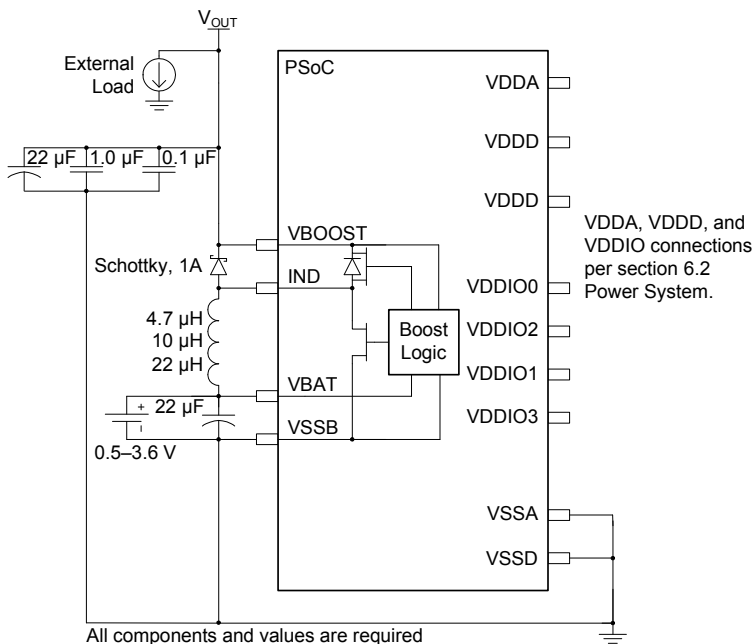 VOUT
External
Load
PSoC
VDDA
VDDD
22 µF 1.0 µF 0.1 µF
VDDD
VDDA, VDDD, and
VDDIO connections
per section 6.2
Power System.
VBOOST
Schottky, 1A
IND
VDDIO0
4.7 µH
10 µH
22 µH
Boost
Logic
VDDIO2
VDDIO1
VBAT
+ 22 µF
-
VDDIO3
VSSB
0.5–3.6 V
VSSA
VSSD
All components and values are required